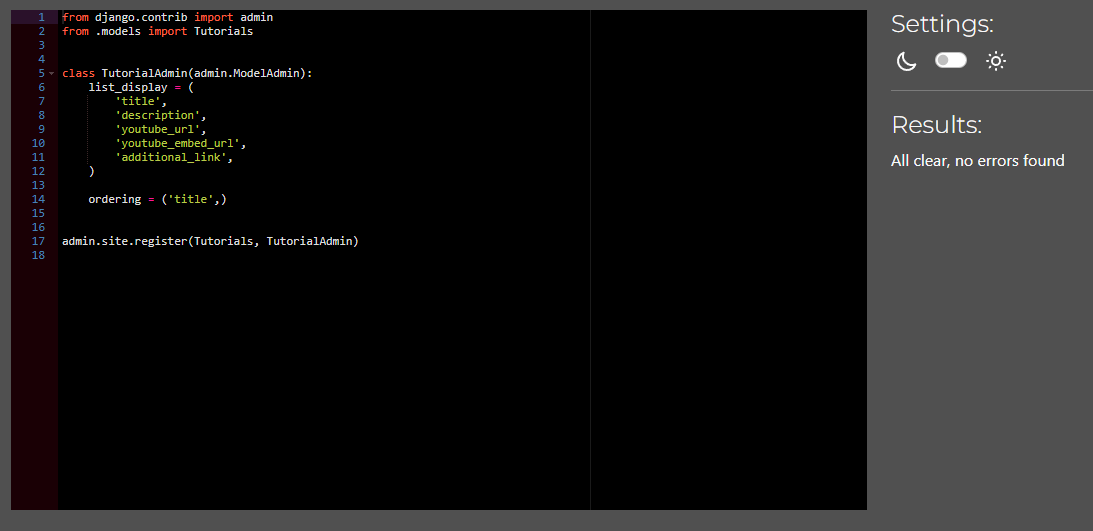 1 from django.contrib import admin
2 from .models import Tutorials
3
4
5 class TutorialAdmin(admin.ModelAdmin):
6     list_display = (
7         'title',
8         'description',
9         'youtube_url',
10         'youtube_embed_url',
11         'additional_link',
12     )
13
14     ordering = ('title',)
15
16
17 admin.site.register(Tutorials, TutorialAdmin)
18
Settings:
Results:
All clear, no errors found